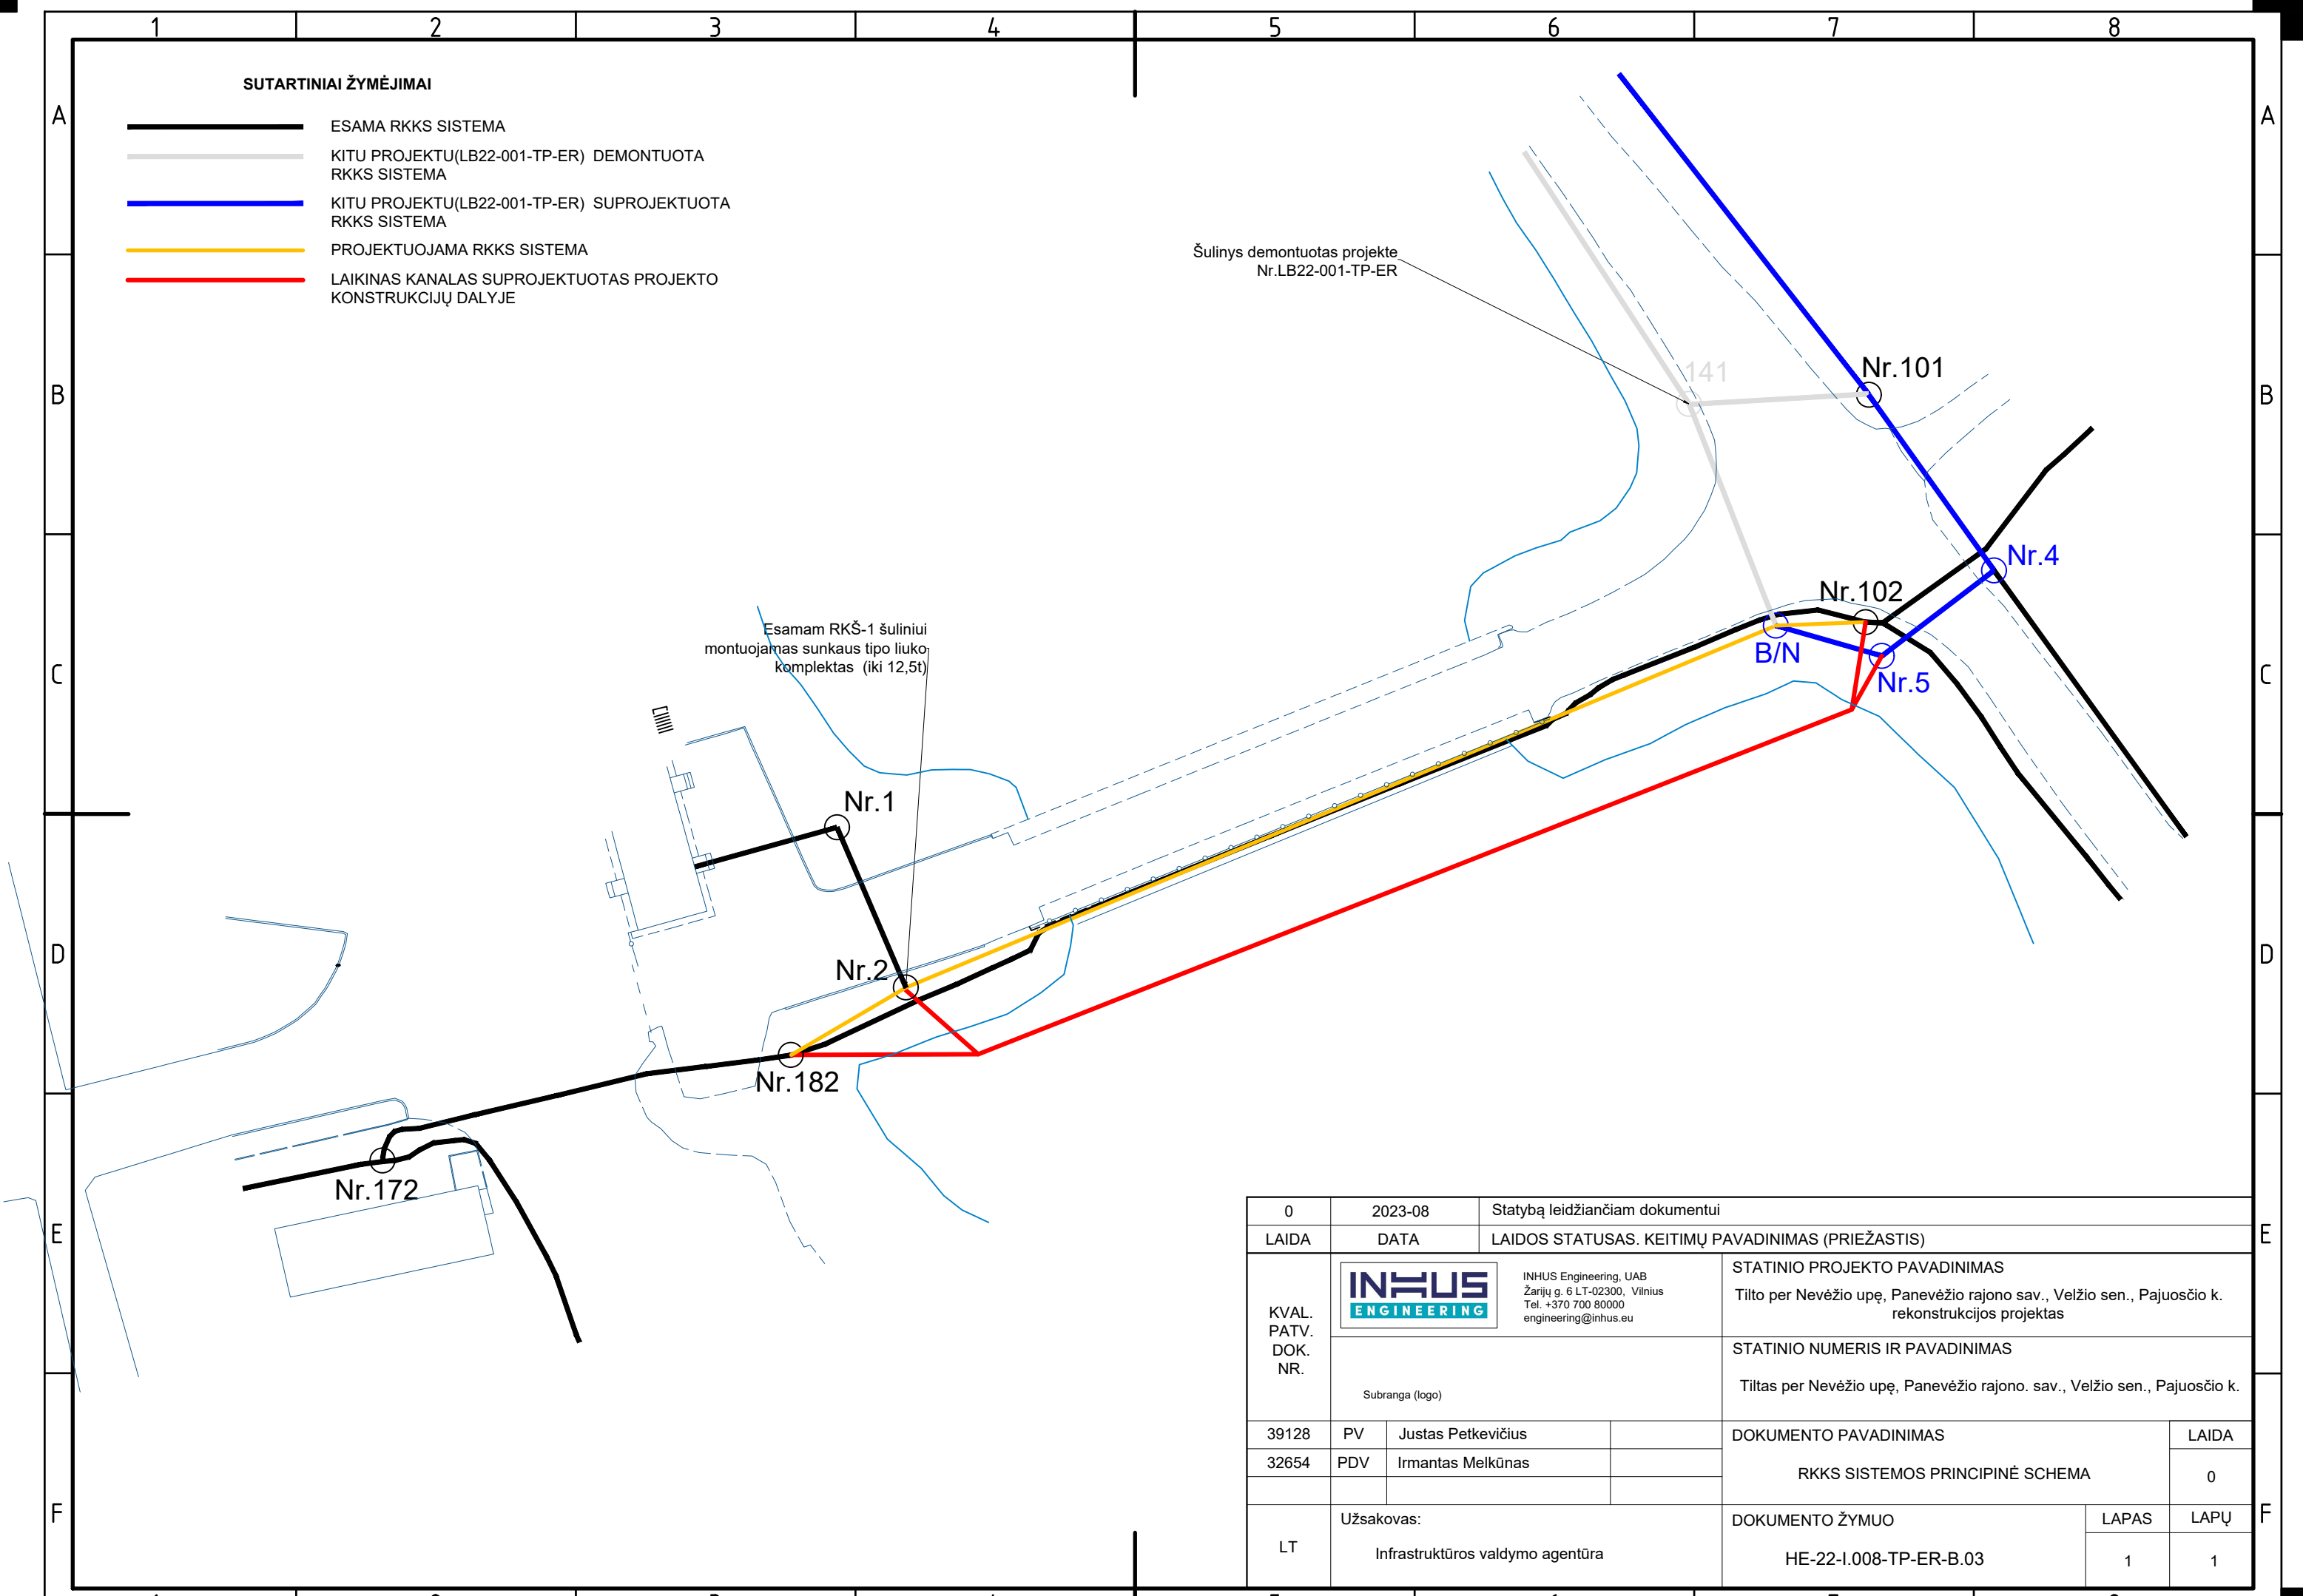 1 2 3 4 5 6 7 8
SUTARTINIAI ŽYMĖJIMAI
A A
ESAMA RKKS SISTEMA
KITU PROJEKTU(LB22-001-TP-ER) DEMONTUOTA
RKKS SISTEMA
KITU PROJEKTU(LB22-001-TP-ER) SUPROJEKTUOTA
RKKS SISTEMA
PROJEKTUOJAMA RKKS SISTEMA
LAIKINAS KANALAS SUPROJEKTUOTAS PROJEKTO
KONSTRUKCIJŲ DALYJE
Šulinys demontuotas projekte
Nr.LB22-001-TP-ER
141
Nr.101
B B
Nr.4
Nr.102
B/N
Nr.5
Esamam RKŠ-1 šuliniui
montuojamas sunkaus tipo liuko
komplektas (iki 12,5t)
C C
Nr.1
Nr.2
D D
Nr.182
Nr.172
E E
0 2023-08 Statybą leidžiančiam dokumentui
LAIDA DATA LAIDOS STATUSAS. KEITIMŲ PAVADINIMAS (PRIEŽASTIS)
KVAL.
PATV.
DOK.
NR.
INHUS
ENGINEERING
INHUS Engineering, UAB
Žarijų g. 6 LT-02300, Vilnius
Tel. +370 700 80000
engineering@inhus.eu
STATINIO PROJEKTO PAVADINIMAS
Tilto per Nevėžio upę, Panevėžio rajono sav., Velžio sen., Pajuosčio k.
rekonstrukcijos projektas
Subranga (logo)
STATINIO NUMERIS IR PAVADINIMAS
Tiltas per Nevėžio upę, Panevėžio rajono. sav., Velžio sen., Pajuosčio k.
39128 PV Justas Petkevičius
32654 PDV Irmantas Melkūnas
DOKUMENTO PAVADINIMAS LAIDA
RKKS SISTEMOS PRINCIPINĖ SCHEMA 0
F F
LT
Užsakovas:
Infrastruktūros valdymo agentūra
DOKUMENTO ŽYMUO LAPAS LAPŲ
HE-22-I.008-TP-ER-B.03 1 1